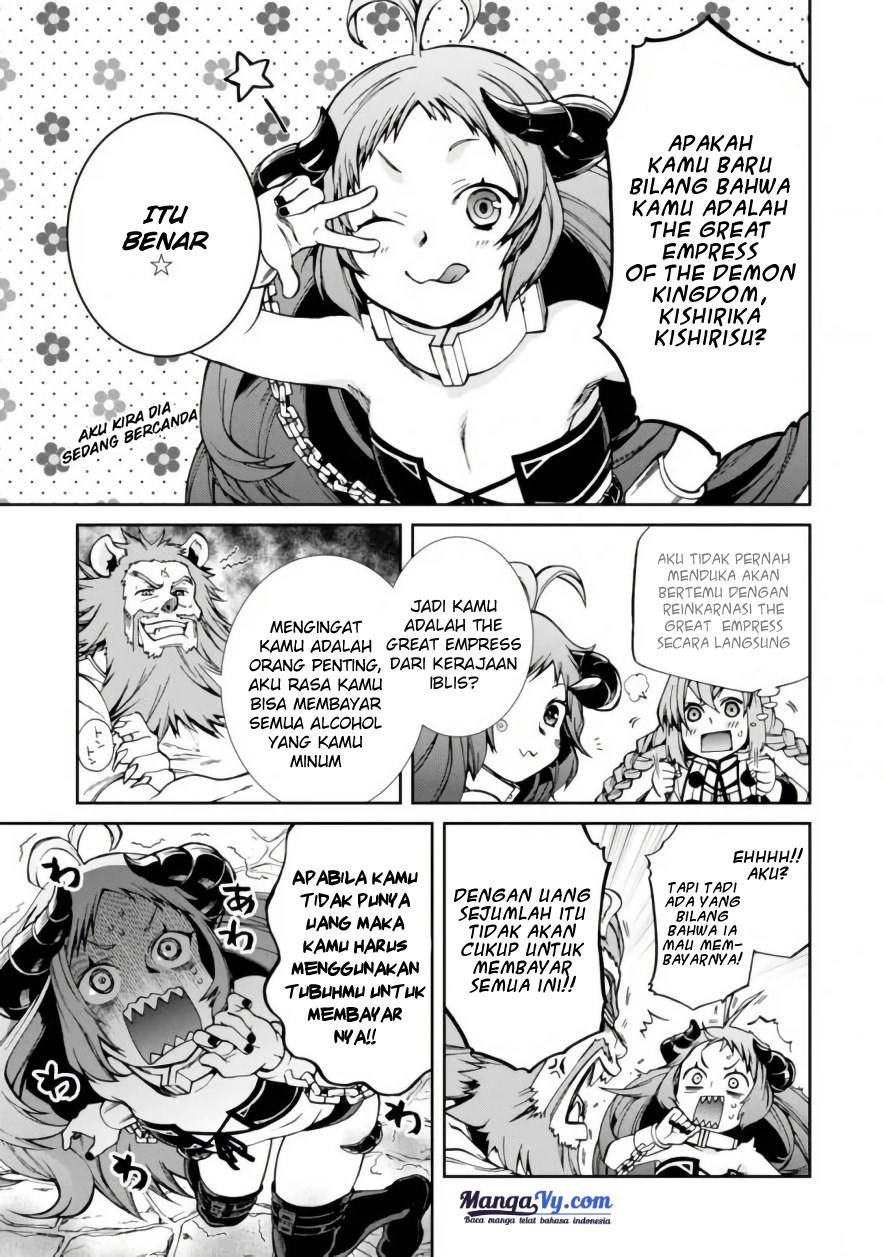 APAKAH
KAMU BARU
BILANG BAHWA
KAMU ADALAH
THE GREAT
EMPRESS
OF THE DEMON
KINGDOM,
KISHIRIKA
KISHIRISU?
ITU
BENAR
☆
AKU KIRA DIA
SEDANG BERCANDA
AKU TIDAK PERNAH
MENDUKA AKAN
BERTEMU DENGAN
REINKARNASI THE
GREAT EMPRESS
SECARA LANGSUNG
JADI KAMU
ADALAH THE
GREAT EMPRESS
DARI KERAJAAN
IBLIS?
MENGINGAT
KAMU ADALAH
ORANG PENTING,
AKU RASA KAMU
BISA MEMBAYAR
SEMUA ALCOHOL
YANG KAMU
MINUM
トントン
EHHHH!!
AKU?
TAPI TADI
ADA YANG
BILANG
BAHWA IA
MAU MEM-
BAYARNYA!
DENGAN UANG
SEJUMLAH ITU
TIDAK AKAN
CUKUP UNTUK
MEMBAYAR
SEMUA INI!!
APABILA KAMU
TIDAK PUNYA
UANG MAKA
KAMU HARUS
MENGGUNAKAN
TUBUHMU UNTUK
MEMBAYAR
NYA!!
あわ
わ
わ
わ
MangaVy.com
Baca manga telat bahasa indonesia